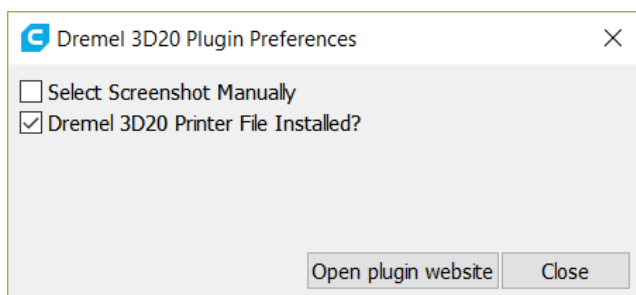 Dremel 3D20 Plugin Preferences
Select Screenshot Manually
Dremel 3D20 Printer File Installed?
Open plugin website Close